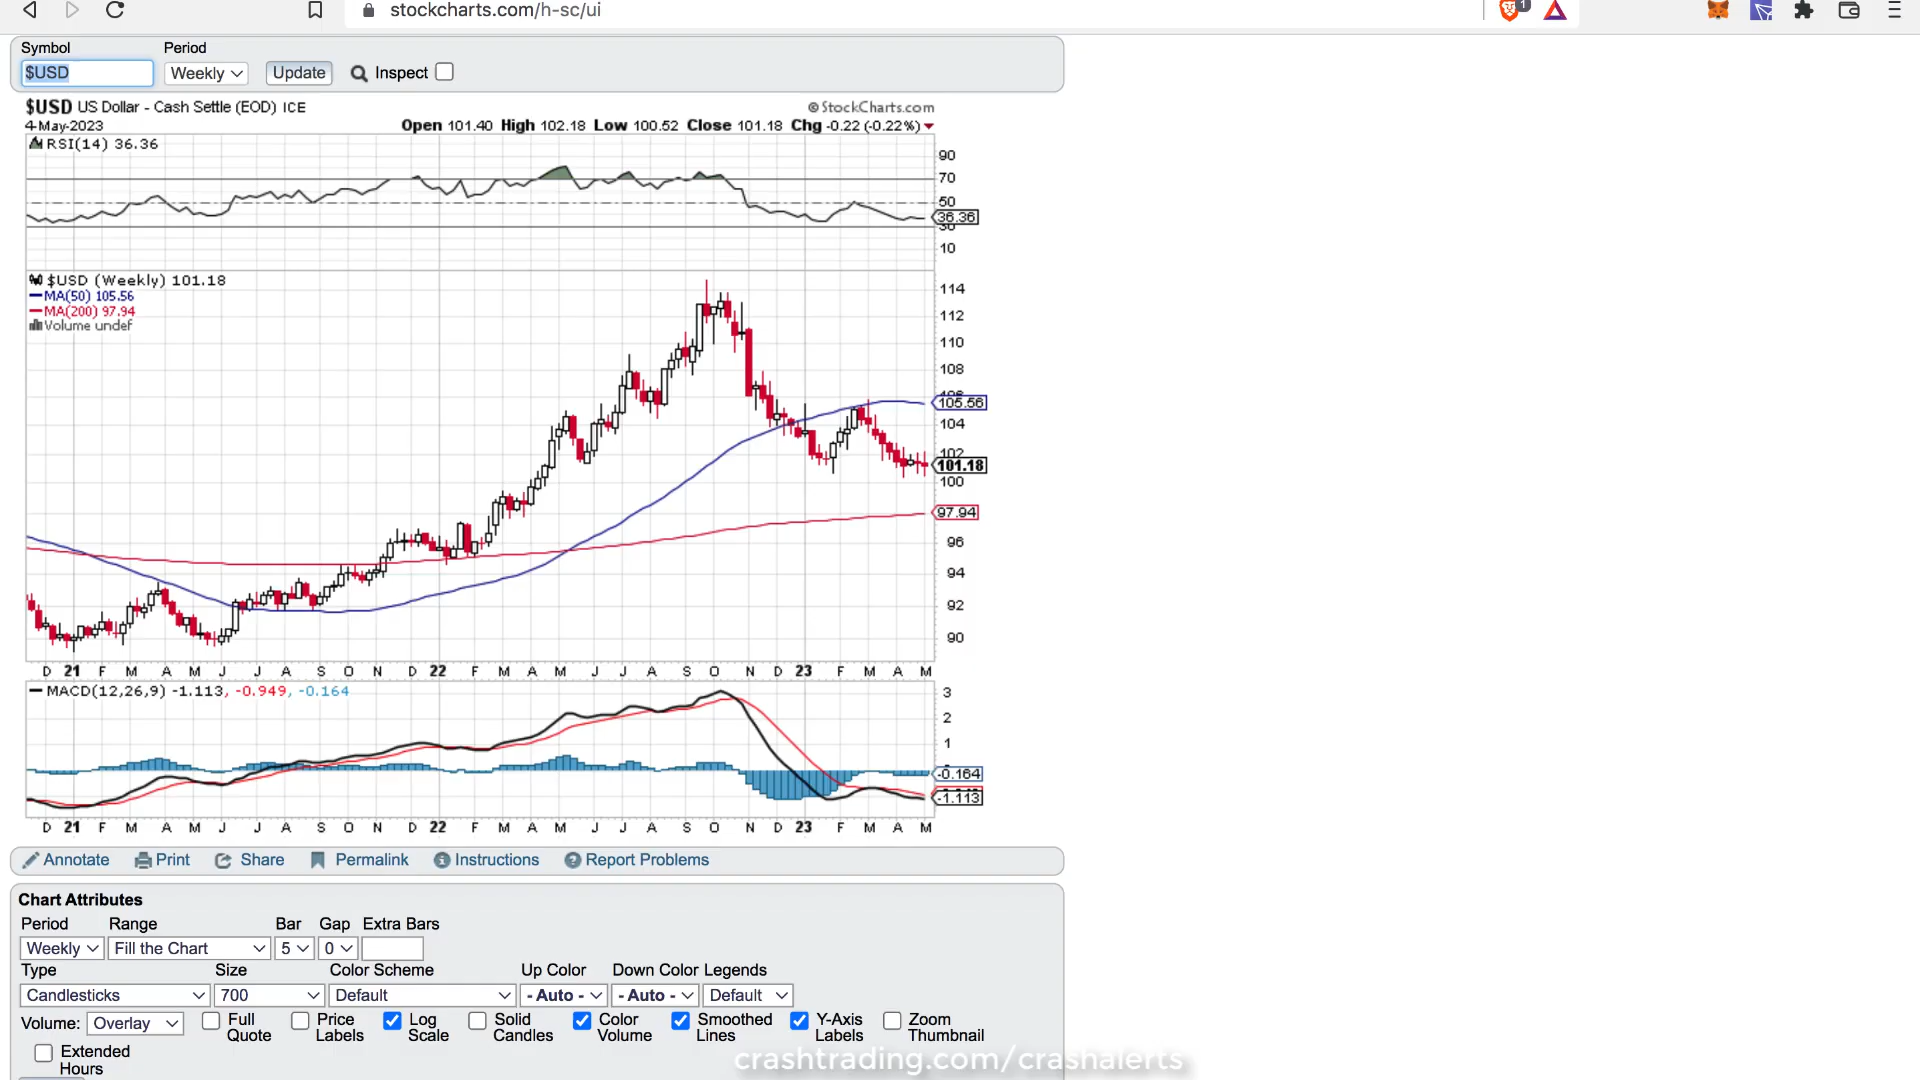 stockcharts.com/h-sc/ui
1
Symbol Period
$USD Weekly Update Inspect
$USD US Dollar - Cash Settle (EOD) ICE
© StockCharts.com
4-May-2023
Open 101.40 High 102.18 Low 100.52 Close 101.18 Chg -0.22 (-0.22%)
RSI(14) 36.36
90
70
50
36.36
30
10
$USD (Weekly) 101.18
MA(50) 105.56
MA(200) 97.94
Volume undef
114
112
110
108
106
105.56
104
102
101.18
100
97.94
96
94
92
90
D 21 F M A M J J A S O N D 22 F M A M J J A S O N D 23 F M A M
MACD(12,26,9) -1.113, -0.949, -0.164
3
2
1
-0.164
-1.113
D 21 F M A M J J A S O N D 22 F M A M J J A S O N D 23 F M A M
Annotate Print Share Permalink Instructions Report Problems
Chart Attributes
Period Range Bar Gap Extra Bars
Weekly Fill the Chart 5 0
Type Size Color Scheme Up Color Down Color Legends
Candlesticks 700 Default - Auto - - Auto - Default
Volume: Overlay Full Quote Price Labels Log Scale Solid Candles Color Volume Smoothed Lines Y-Axis Labels Zoom Thumbnail
Extended Hours
crashtrading.com/crashalerts